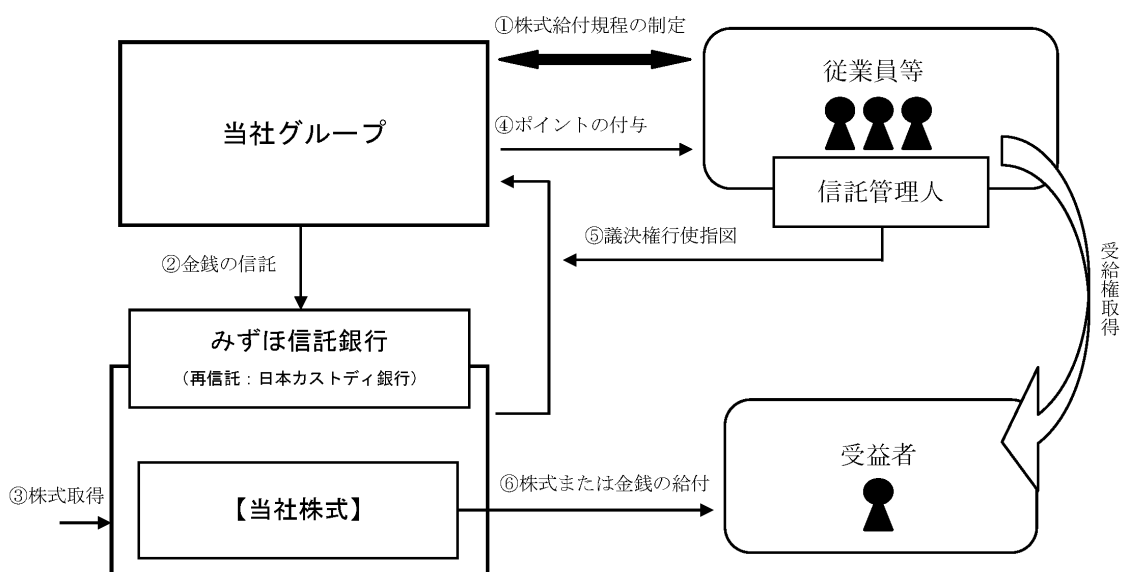 ①株式給付規程の制定
従業員等
当社グループ
④ポイントの付与
信託管理人
⑤議決権行使指図
②金銭の信託
受給権取得
みずほ信託銀行
（再信託：日本カストディ銀行）
受益者
③株式取得
【当社株式】
⑥株式または金銭の給付